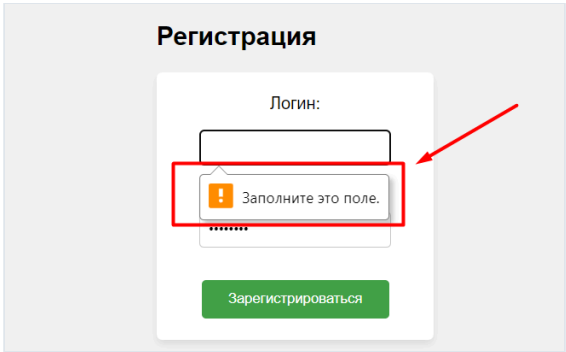 Регистрация
Логин:
Заполните это поле.
Зарегистрироваться